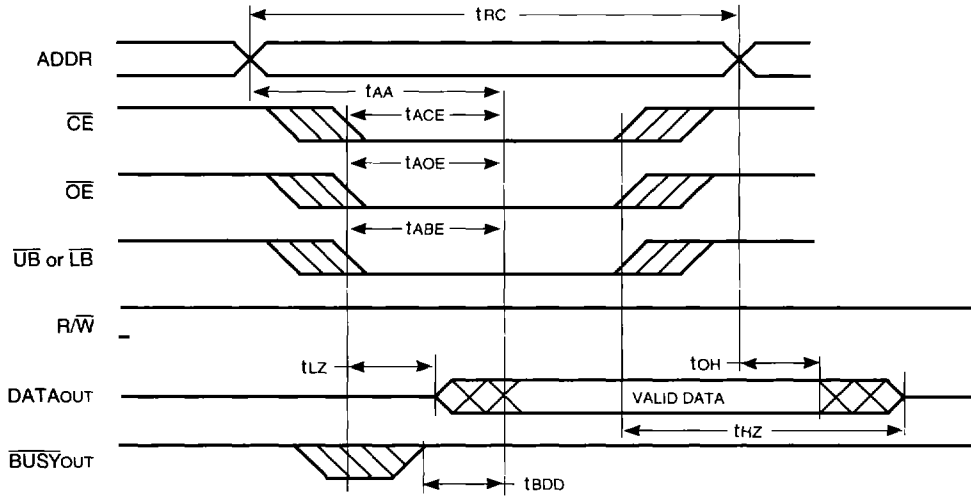 tRC
ADDR
tAA
CE tACE
tAOE
OE
tABE
UB or LB
R/W
tLZ tOH
DATAOUT VALID DATA
tHZ
BUSYOUT
tBDD